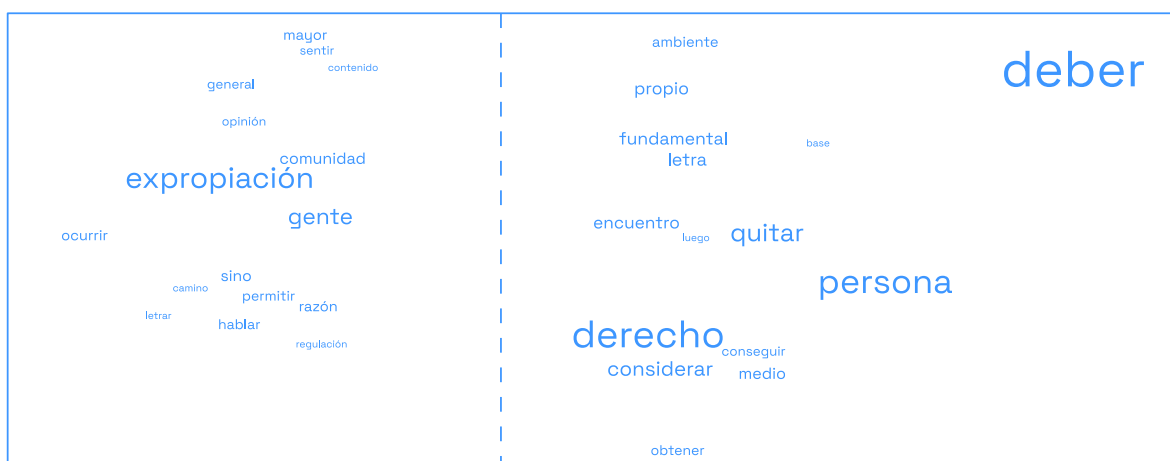 mayor
sentir
contenido
general
opinión
comunidad
expropiación
gente
ocurrir
sino
camino
permitir
razón
letrar
hablar
regulación
ambiente
deber
propio
fundamental
base
letra
encuentro
quitar
luego
persona
derecho
conseguir
considerar
medio
obtener